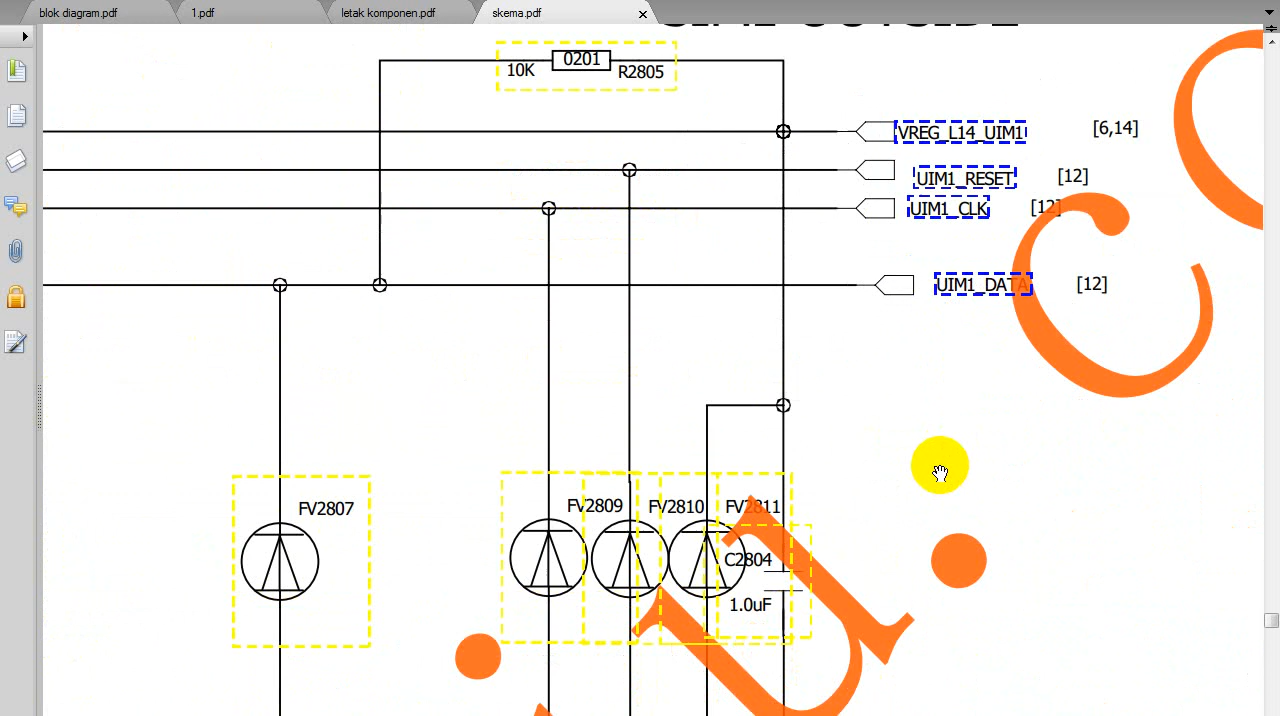 blok diagram.pdf
1.pdf
letak komponen.pdf
skema.pdf
0201
10K
R2805
VREG_L14_UIM1
[6,14]
UIM1_RESET
[12]
UIM1_CLK
[12]
UIM1_DATA
[12]
FV2807
FV2809
FV2810
FV2811
C2804
1.0uF